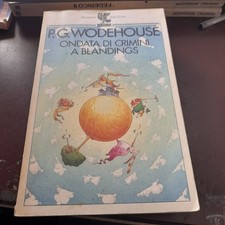 P.G. WODEHOUSE
ONDATA DI CRIMINI
A BLANDINGS